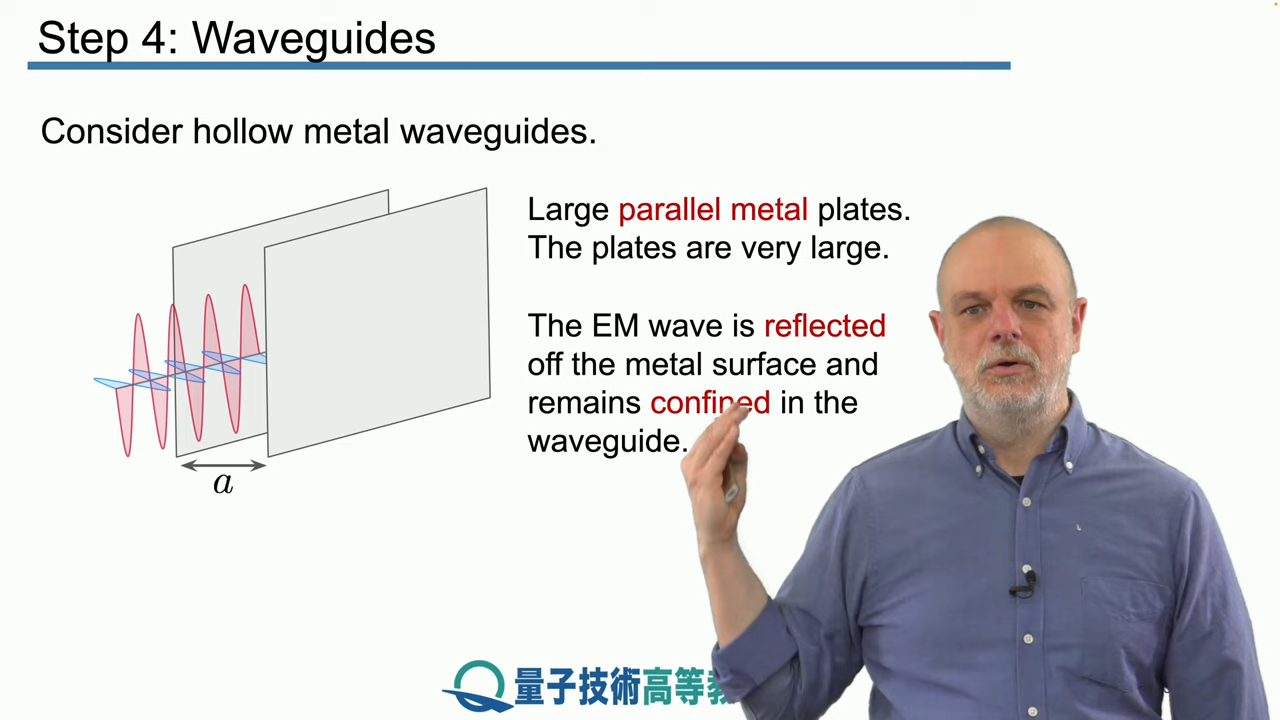 Step 4: Waveguides
Consider hollow metal waveguides.
Large parallel metal plates.
The plates are very large.
The EM wave is reflected
off the metal surface and
remains confined in the
waveguide.
a
量子技術高等教